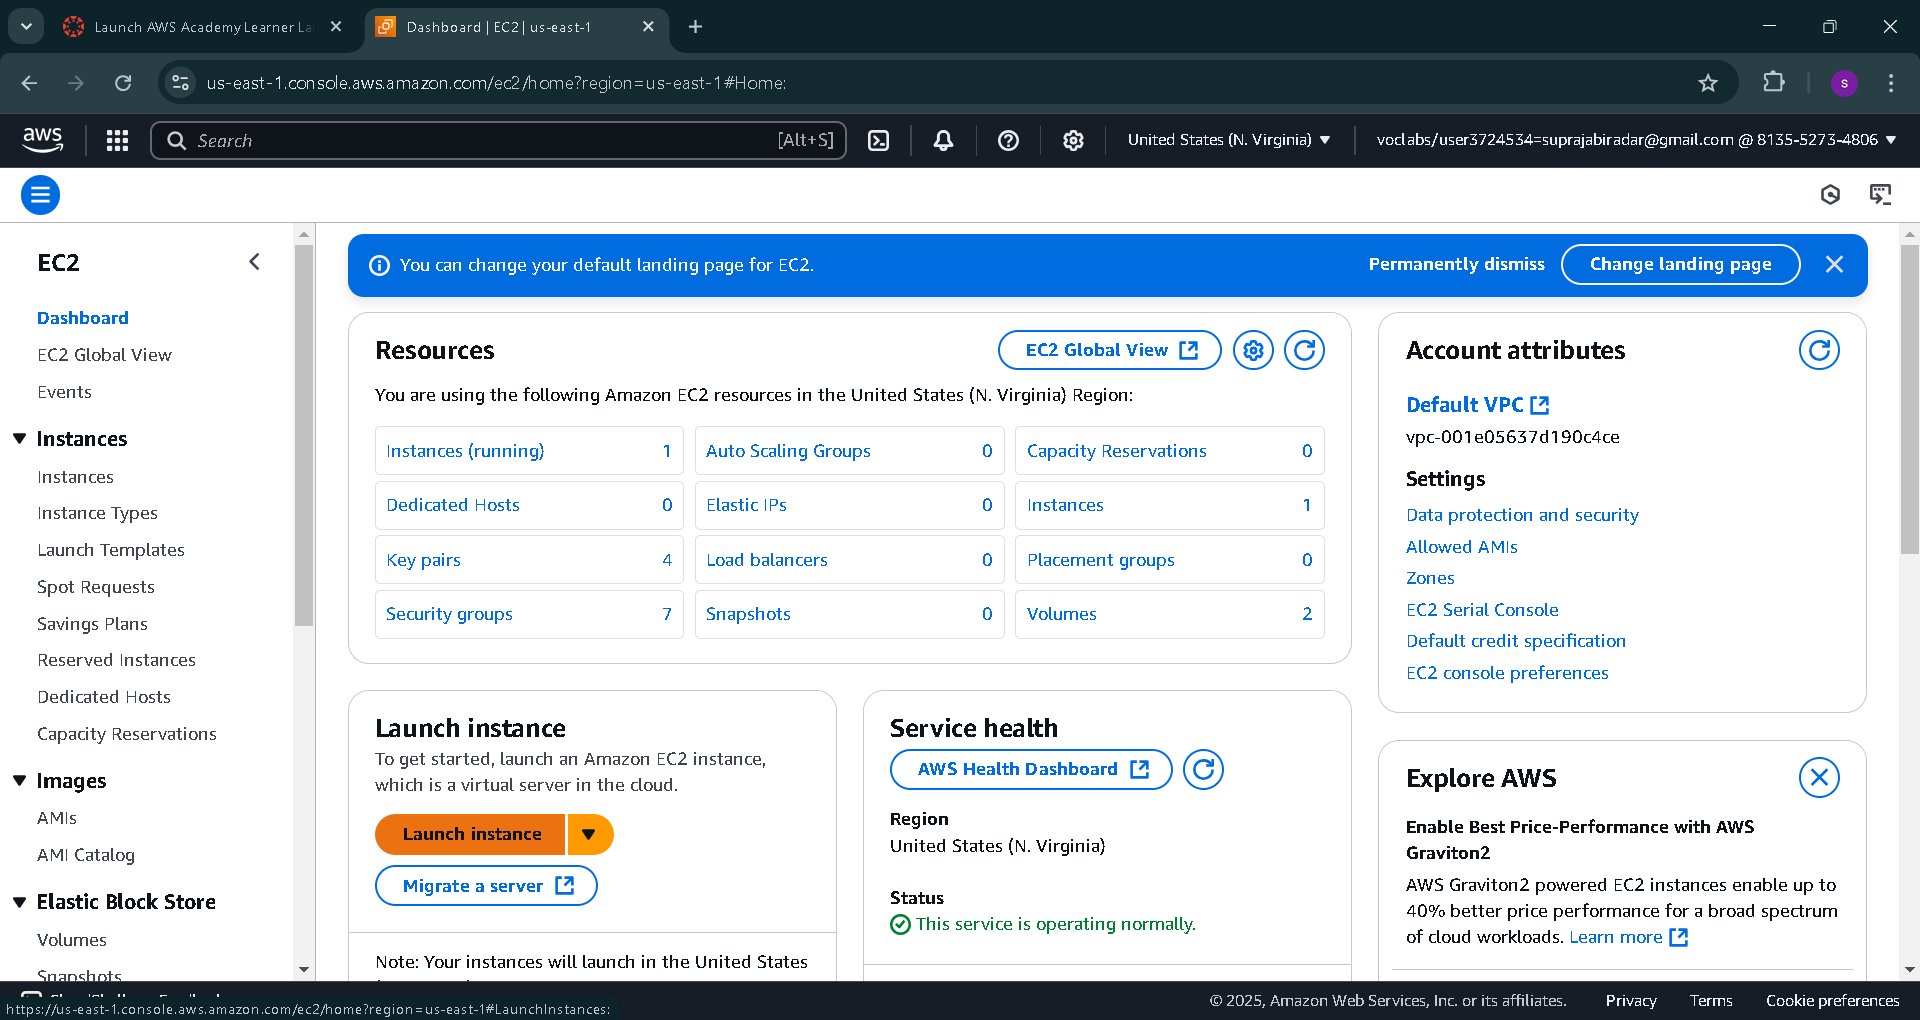 Launch AWS Academy Learner La
Dashboard | EC2 | us-east-1
us-east-1.console.aws.amazon.com/ec2/home?region=us-east-1#Home:
S
aws
Search
[Alt+S]
United States (N. Virginia)
voclabs/user3724534=suprajabiradar@gmail.com @ 8135-5273-4806
EC2
Dashboard
EC2 Global View
Events
Instances
Instances
Instance Types
Launch Templates
Spot Requests
Savings Plans
Reserved Instances
Dedicated Hosts
Capacity Reservations
Images
AMIs
AMI Catalog
Elastic Block Store
Volumes
Snapshots
You can change your default landing page for EC2.
Permanently dismiss
Change landing page
Resources
EC2 Global View
You are using the following Amazon EC2 resources in the United States (N. Virginia) Region:
Instances (running) 1
Auto Scaling Groups 0
Capacity Reservations 0
Dedicated Hosts 0
Elastic IPs 0
Instances 1
Key pairs 4
Load balancers 0
Placement groups 0
Security groups 7
Snapshots 0
Volumes 2
Launch instance
To get started, launch an Amazon EC2 instance,
which is a virtual server in the cloud.
Launch instance
Migrate a server
Note: Your instances will launch in the United States
Service health
AWS Health Dashboard
Region
United States (N. Virginia)
Status
This service is operating normally.
Account attributes
Default VPC
vpc-001e05637d190c4ce
Settings
Data protection and security
Allowed AMIs
Zones
EC2 Serial Console
Default credit specification
EC2 console preferences
Explore AWS
Enable Best Price-Performance with AWS
Graviton2
AWS Graviton2 powered EC2 instances enable up to
40% better price performance for a broad spectrum
of cloud workloads. Learn more
https://us-east-1.console.aws.amazon.com/ec2/home?region=us-east-1#LaunchInstances:
© 2025, Amazon Web Services, Inc. or its affiliates.
Privacy
Terms
Cookie preferences